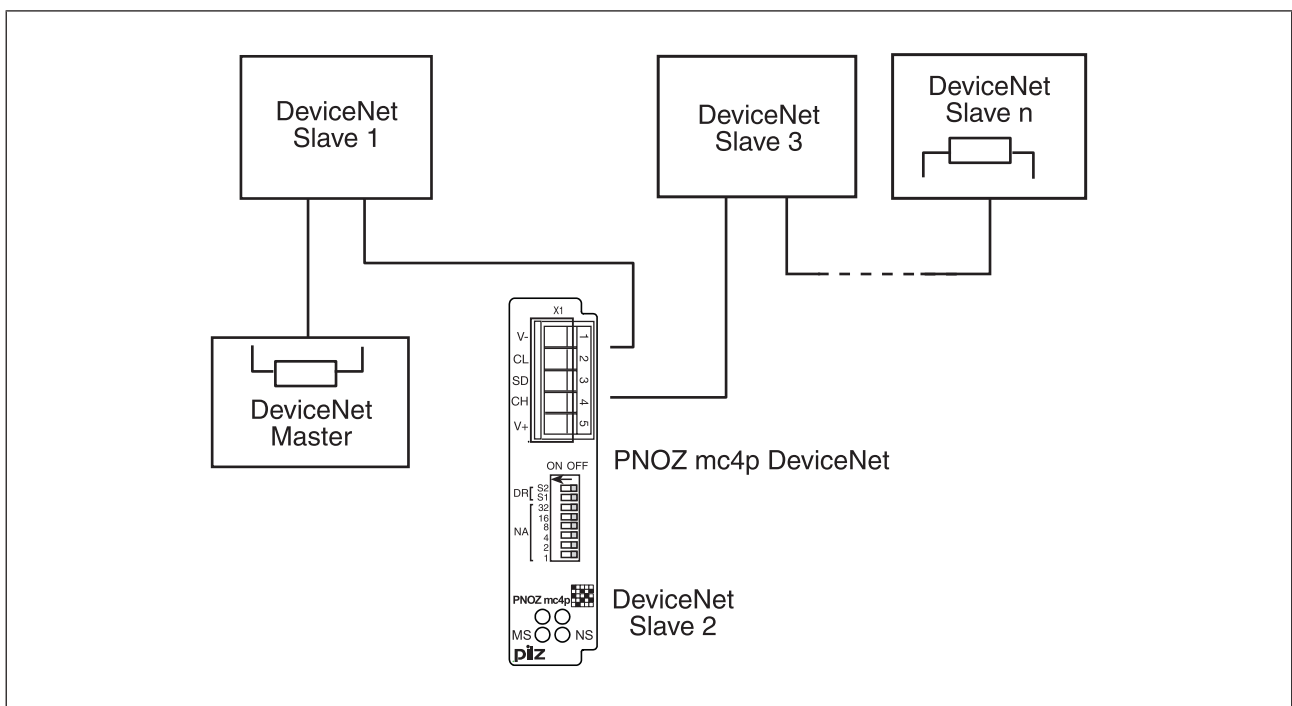 DeviceNet
Slave 1
DeviceNet
Slave 3
DeviceNet
Slave n
DeviceNet
Master
X1
V- 1
CL 2
SD 3
CH 4
V+ 5
PNOZ mc4p DeviceNet
ON OFF
DR S2
S1
32
16
NA 8
4
2
1
PNOZ mc4p
MS NS
pilz
DeviceNet
Slave 2